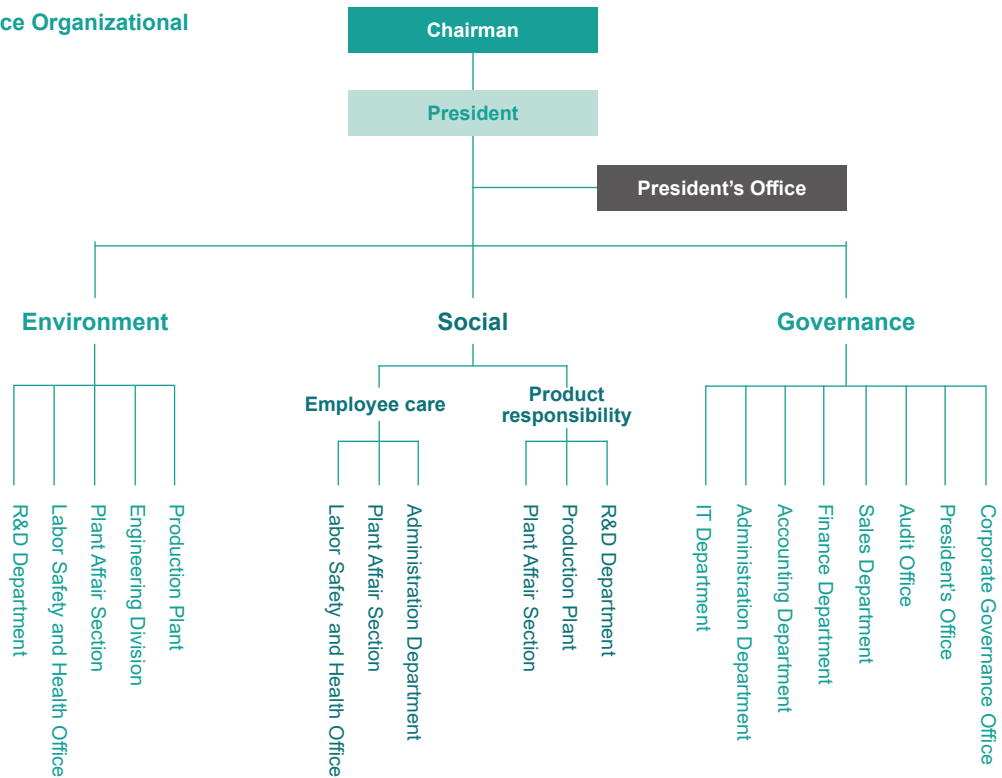 ce Organizational
Chairman
President
President's Office
Environment
Social
Governance
Employee care
Product
responsibility
R&D Department
Labor Safety and Health Office
Plant Affair Section
Engineering Division
Production Plant
Labor Safety and Health Office
Plant Affair Section
Administration Department
Plant Affair Section
Production Plant
R&D Department
IT Department
Administration Department
Accounting Department
Finance Department
Sales Department
Audit Office
President's Office
Corporate Governance Office